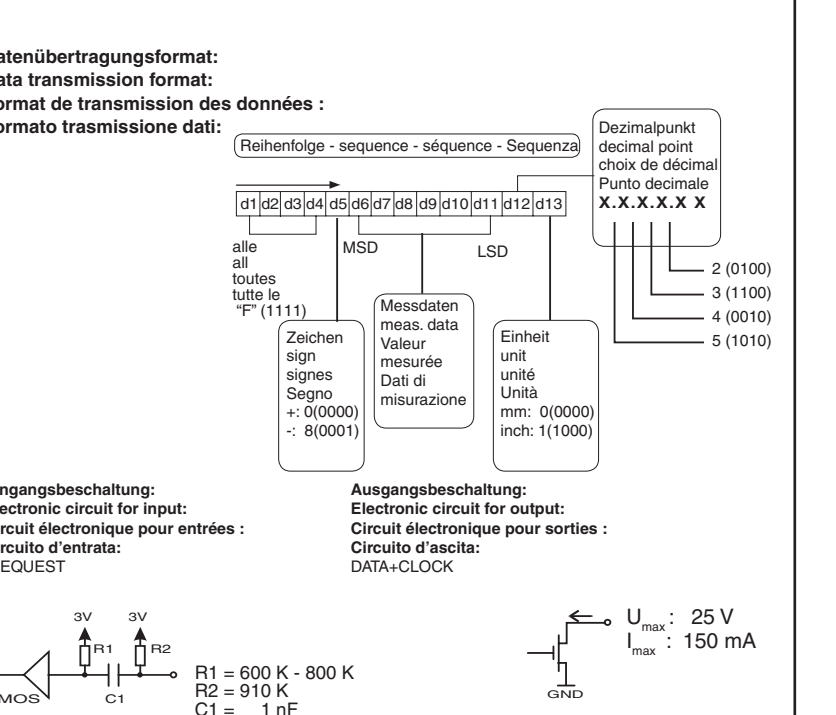 atenübertragungsformat:
ata transmission format:
ormat de transmission des données :
ormato trasmissione dati:
Reihenfolge - sequence - séquence - Sequenza
Dezimalpunkt
decimal point
choix de décimal
Punto decimale
X.X.X.X.X X
d1 d2 d3 d4 d5 d6 d7 d8 d9 d10 d11 d12 d13
alle
all
toutes
tutte le
“F” (1111)
MSD
LSD
2 (0100)
3 (1100)
4 (0010)
5 (1010)
Zeichen
sign
signes
Segno
+: 0(0000)
-: 8(0001)
Messdaten
meas. data
Valeur
mesurée
Dati di
misurazione
Einheit
unit
unité
Unità
mm: 0(0000)
inch: 1(1000)
ngangsbeschaltung:
ectronic circuit for input:
rcuit électronique pour entrées :
rcuito d’entrata:
EQUEST
Ausgangsbeschaltung:
Electronic circuit for output:
Circuit électronique pour sorties :
Circuito d’ascita:
DATA+CLOCK
3V 3V
R1 R2
MOS
C1
R1 = 600 K - 800 K
R2 = 910 K
C1 = 1 nF
GND
Umax : 25 V
Imax : 150 mA